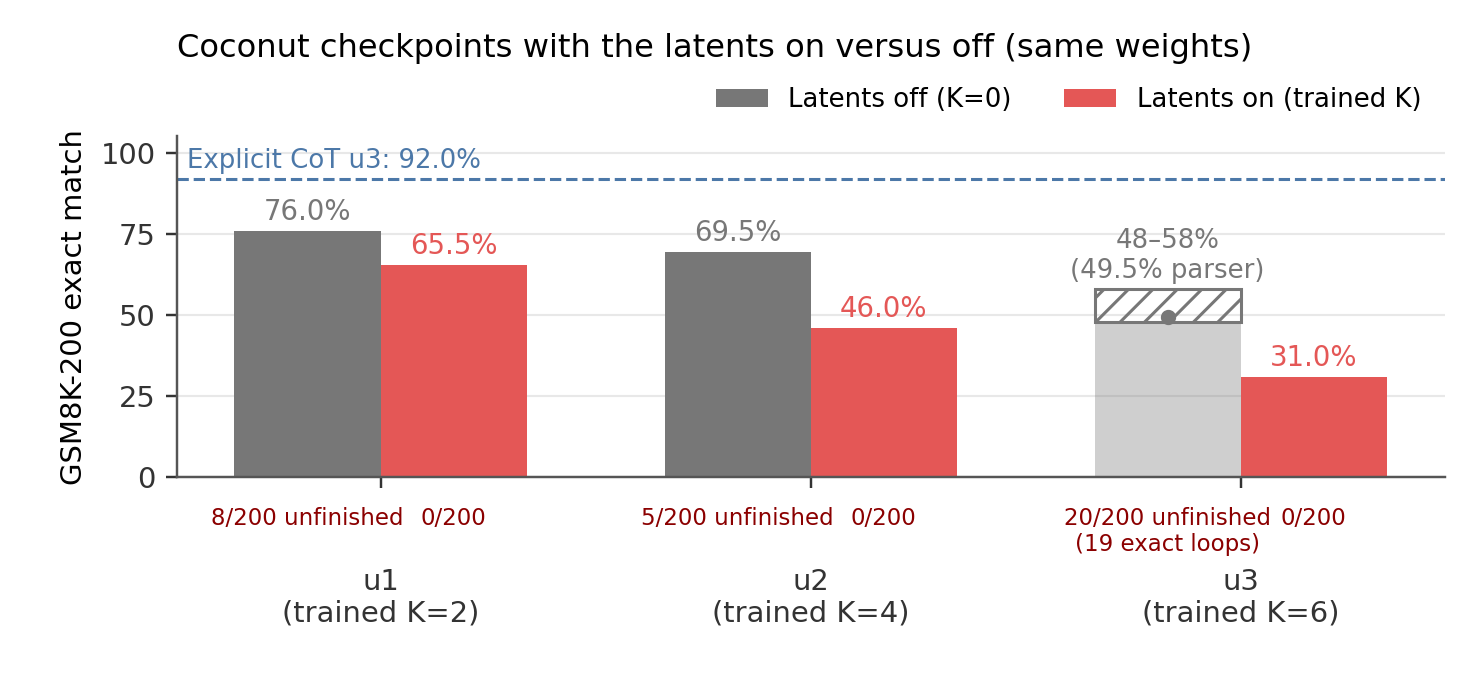 Coconut checkpoints with the latents on versus off (same weights)
Latents off (K=0)
Latents on (trained K)
GSM8K-200 exact match
100
75
50
25
0
Explicit CoT u3: 92.0%
76.0%
65.5%
69.5%
46.0%
48–58%
(49.5% parser)
31.0%
8/200 unfinished 0/200
5/200 unfinished 0/200
20/200 unfinished 0/200
(19 exact loops)
u1
(trained K=2)
u2
(trained K=4)
u3
(trained K=6)